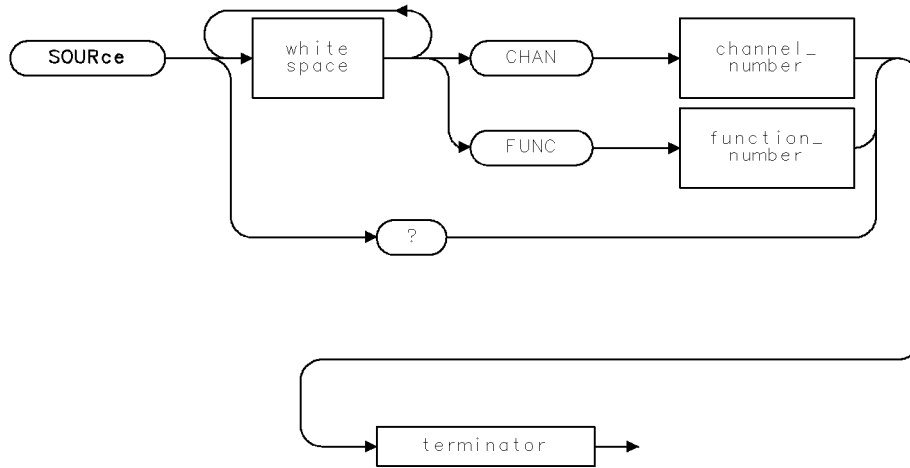 SOURce
white
space
CHAN
channel_
number
FUNC
function_
number
?
terminator